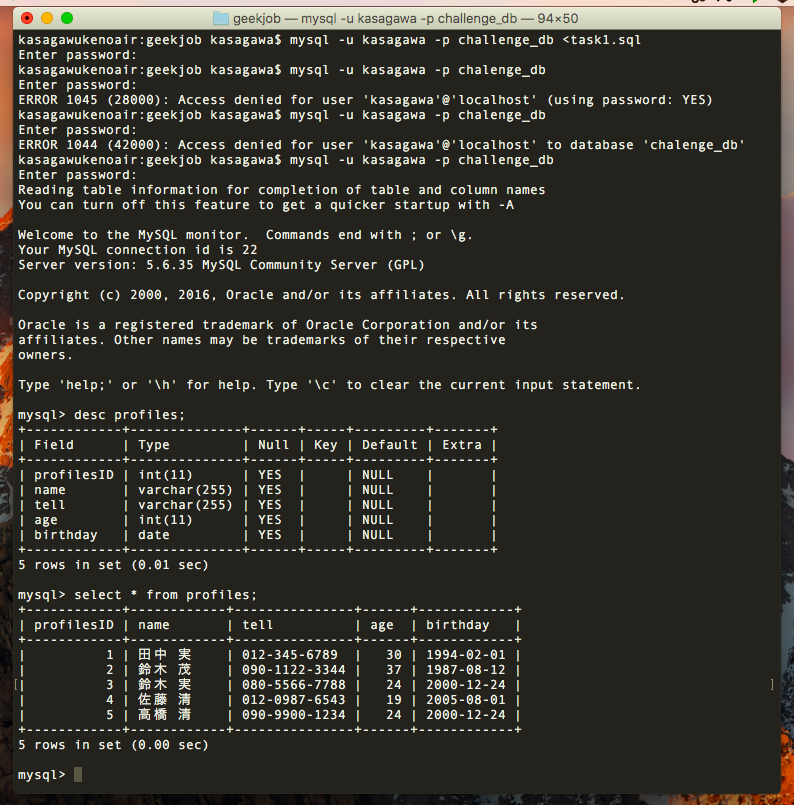 geekjob — mysql -u kasagawa -p challenge_db — 94×50
kasagawukenoair:geekjob kasagawa$ mysql -u kasagawa -p challenge_db <task1.sql
Enter password:
kasagawukenoair:geekjob kasagawa$ mysql -u kasagawa -p chalenge_db
Enter password:
ERROR 1045 (28000): Access denied for user 'kasagawa'@'localhost' (using password: YES)
kasagawukenoair:geekjob kasagawa$ mysql -u kasagawa -p chalenge_db
Enter password:
ERROR 1044 (42000): Access denied for user 'kasagawa'@'localhost' to database 'chalenge_db'
kasagawukenoair:geekjob kasagawa$ mysql -u kasagawa -p challenge_db
Enter password:
Reading table information for completion of table and column names
You can turn off this feature to get a quicker startup with -A
Welcome to the MySQL monitor.  Commands end with ; or \g.
Your MySQL connection id is 22
Server version: 5.6.35 MySQL Community Server (GPL)
Copyright (c) 2000, 2016, Oracle and/or its affiliates. All rights reserved.
Oracle is a registered trademark of Oracle Corporation and/or its
affiliates. Other names may be trademarks of their respective
owners.
Type 'help;' or '\h' for help. Type '\c' to clear the current input statement.
mysql> desc profiles;
+------------+--------------+------+-----+---------+-------+
| Field      | Type         | Null | Key | Default | Extra |
+------------+--------------+------+-----+---------+-------+
| profilesID | int(11)      | YES  |     | NULL    |       |
| name       | varchar(255) | YES  |     | NULL    |       |
| tell       | varchar(255) | YES  |     | NULL    |       |
| age        | int(11)      | YES  |     | NULL    |       |
| birthday   | date         | YES  |     | NULL    |       |
+------------+--------------+------+-----+---------+-------+
5 rows in set (0.01 sec)
mysql> select * from profiles;
+------------+------------+---------------+------+------------+
| profilesID | name       | tell          | age  | birthday   |
+------------+------------+---------------+------+------------+
|          1 | 田中 実    | 012-345-6789  |   30 | 1994-02-01 |
|          2 | 鈴木 茂    | 090-1122-3344 |   37 | 1987-08-12 |
|          3 | 鈴木 実    | 080-5566-7788 |   24 | 2000-12-24 |
|          4 | 佐藤 清    | 012-0987-6543 |   19 | 2005-08-01 |
|          5 | 高橋 清    | 090-9900-1234 |   24 | 2000-12-24 |
+------------+------------+---------------+------+------------+
5 rows in set (0.00 sec)
mysql>